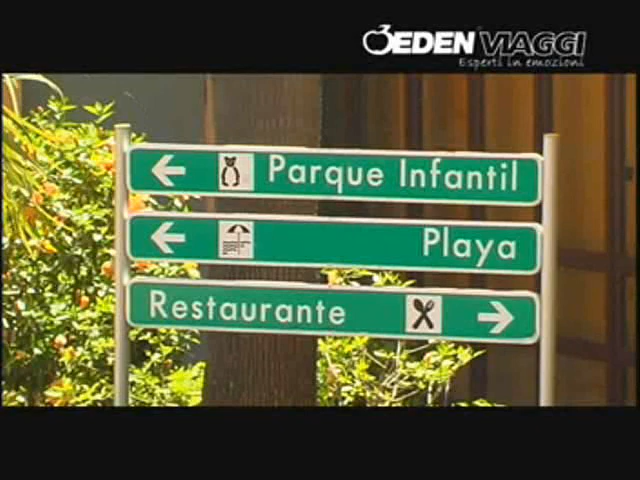 EDEN VIAGGI
Esperti in emozioni
Parque Infantil
Playa
Restaurante